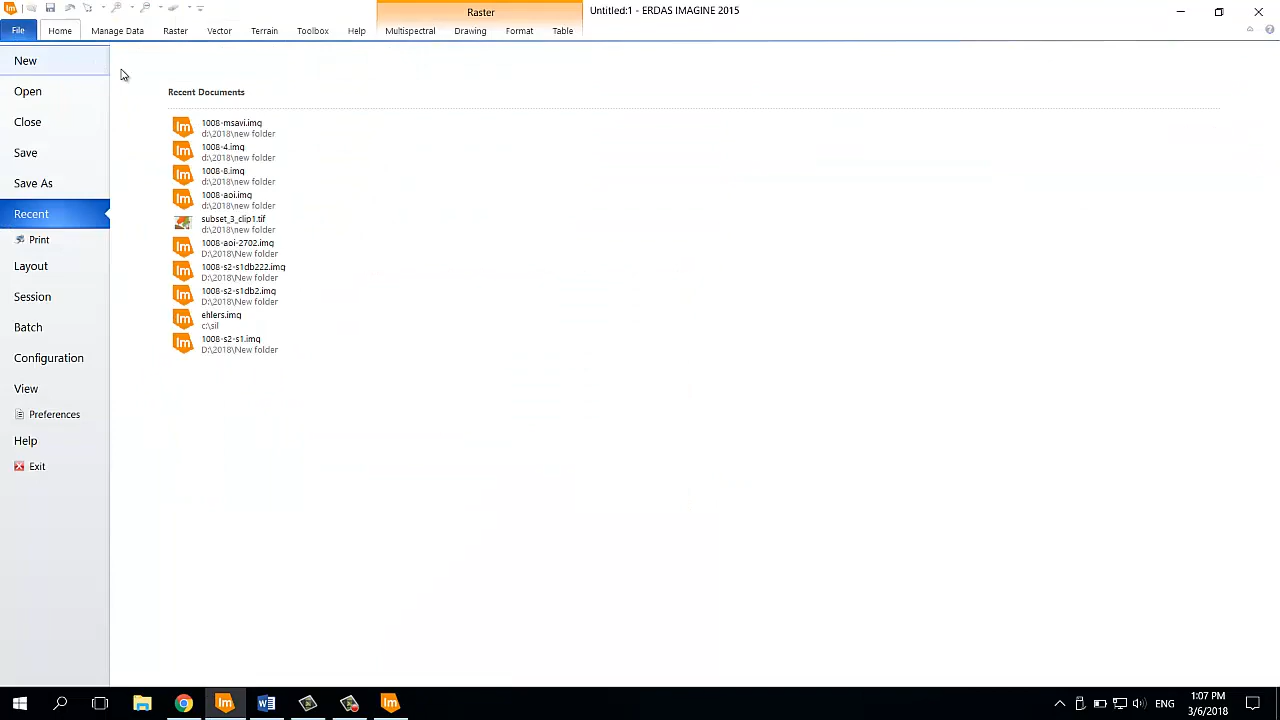 Raster
Untitled:1 - ERDAS IMAGINE 2015
File
Home
Manage Data
Raster
Vector
Terrain
Toolbox
Help
Multispectral
Drawing
Format
Table
New
Open
Close
Save
Save As
Recent
Print
Layout
Session
Batch
Configuration
View
Preferences
Help
Exit
Recent Documents
1008-msavi.img
d:\2018\new folder
1008-4.img
d:\2018\new folder
1008-8.img
d:\2018\new folder
1008-aoi.img
d:\2018\new folder
subset_3_clip1.tif
d:\2018\new folder
1008-aoi-2702.img
D:\2018\New folder
1008-s2-s1db222.img
D:\2018\New folder
1008-s2-s1db2.img
D:\2018\New folder
ehlers.img
c:\sil
1008-s2-s1.img
D:\2018\New folder
ENG
1:07 PM
3/6/2018